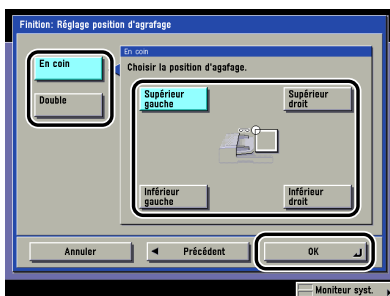 Finition: Réglage position d'agrafage
En coin
Double
En coin
Choisir la position d'agafage.
Supérieur
gauche
Supérieur
droit
Inférieur
gauche
Inférieur
droit
Annuler
Précédent
OK
Moniteur syst.